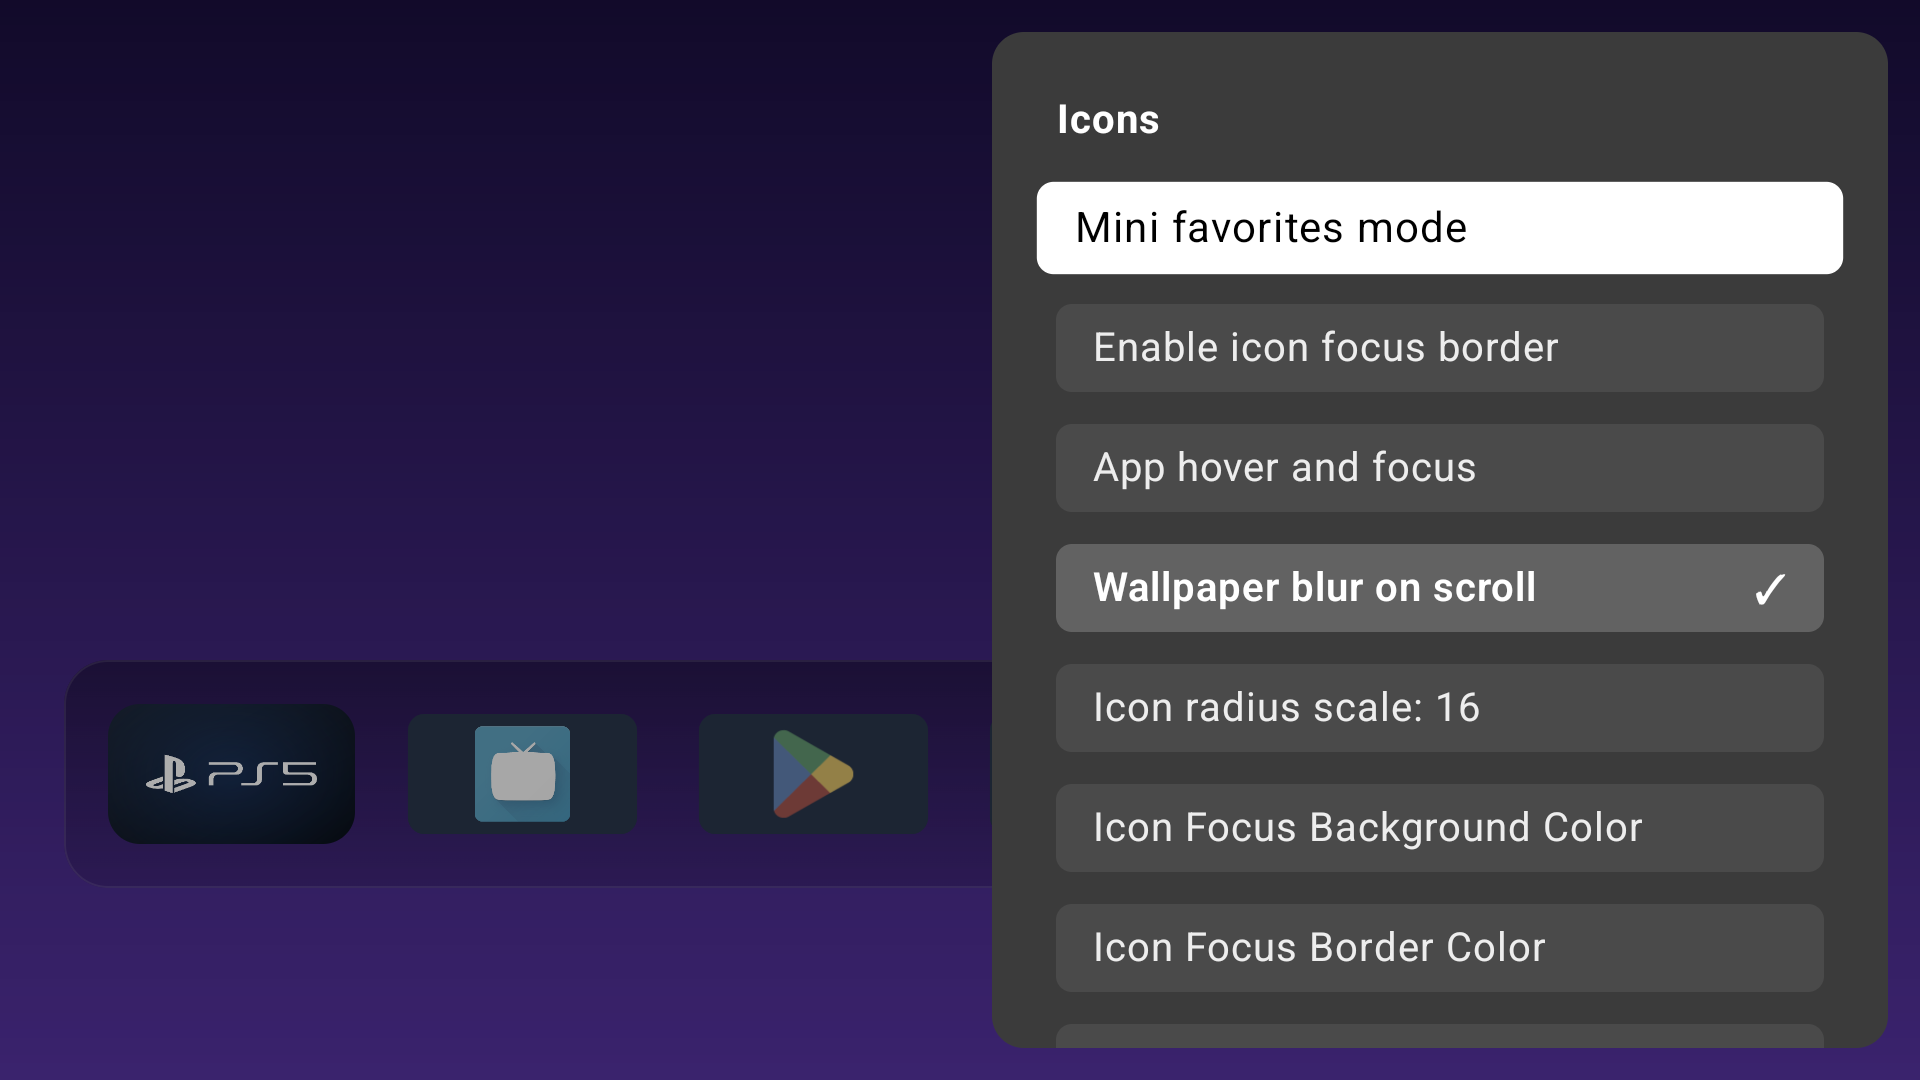 Icons
Mini favorites mode
Enable icon focus border
App hover and focus
Wallpaper blur on scroll ✓
Icon radius scale: 16
Icon Focus Background Color
Icon Focus Border Color
PS5